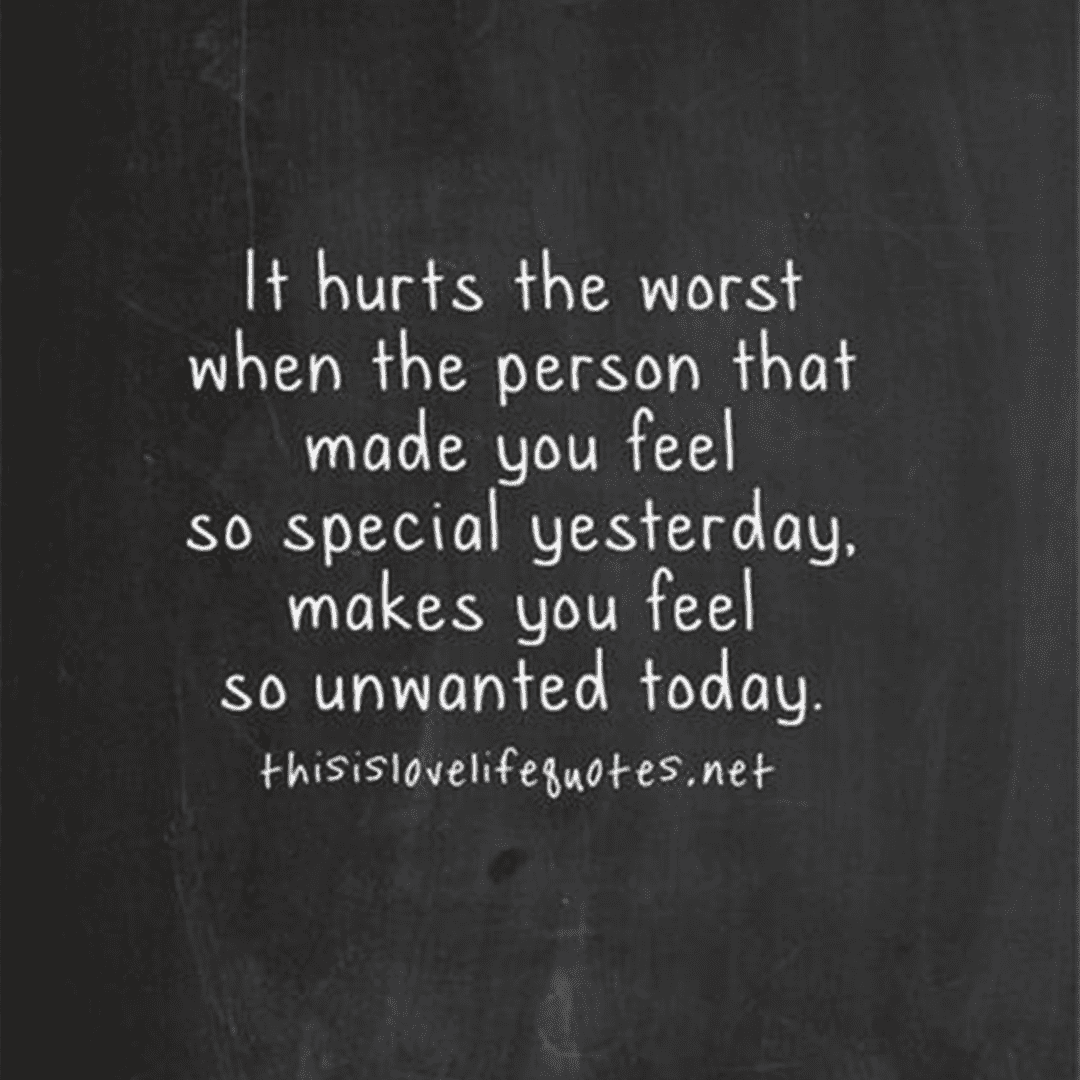 It hurts the worst
when the person that
made you feel
so special yesterday,
makes you feel
so unwanted today.
thisislovelifequotes.net